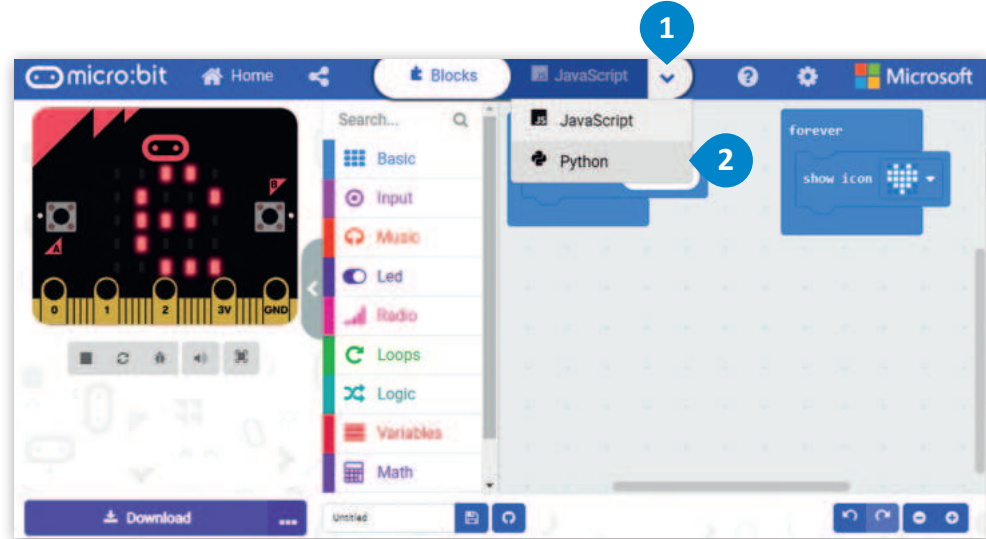 1
micro:bit Home Blocks JavaScript Microsoft
Search...
JavaScript
Python
2
Basic
Input
Music
Led
Radio
Loops
Logic
Variables
Math
forever
show icon
B
A
0 1 2 3V GND
Download ...
Untitled